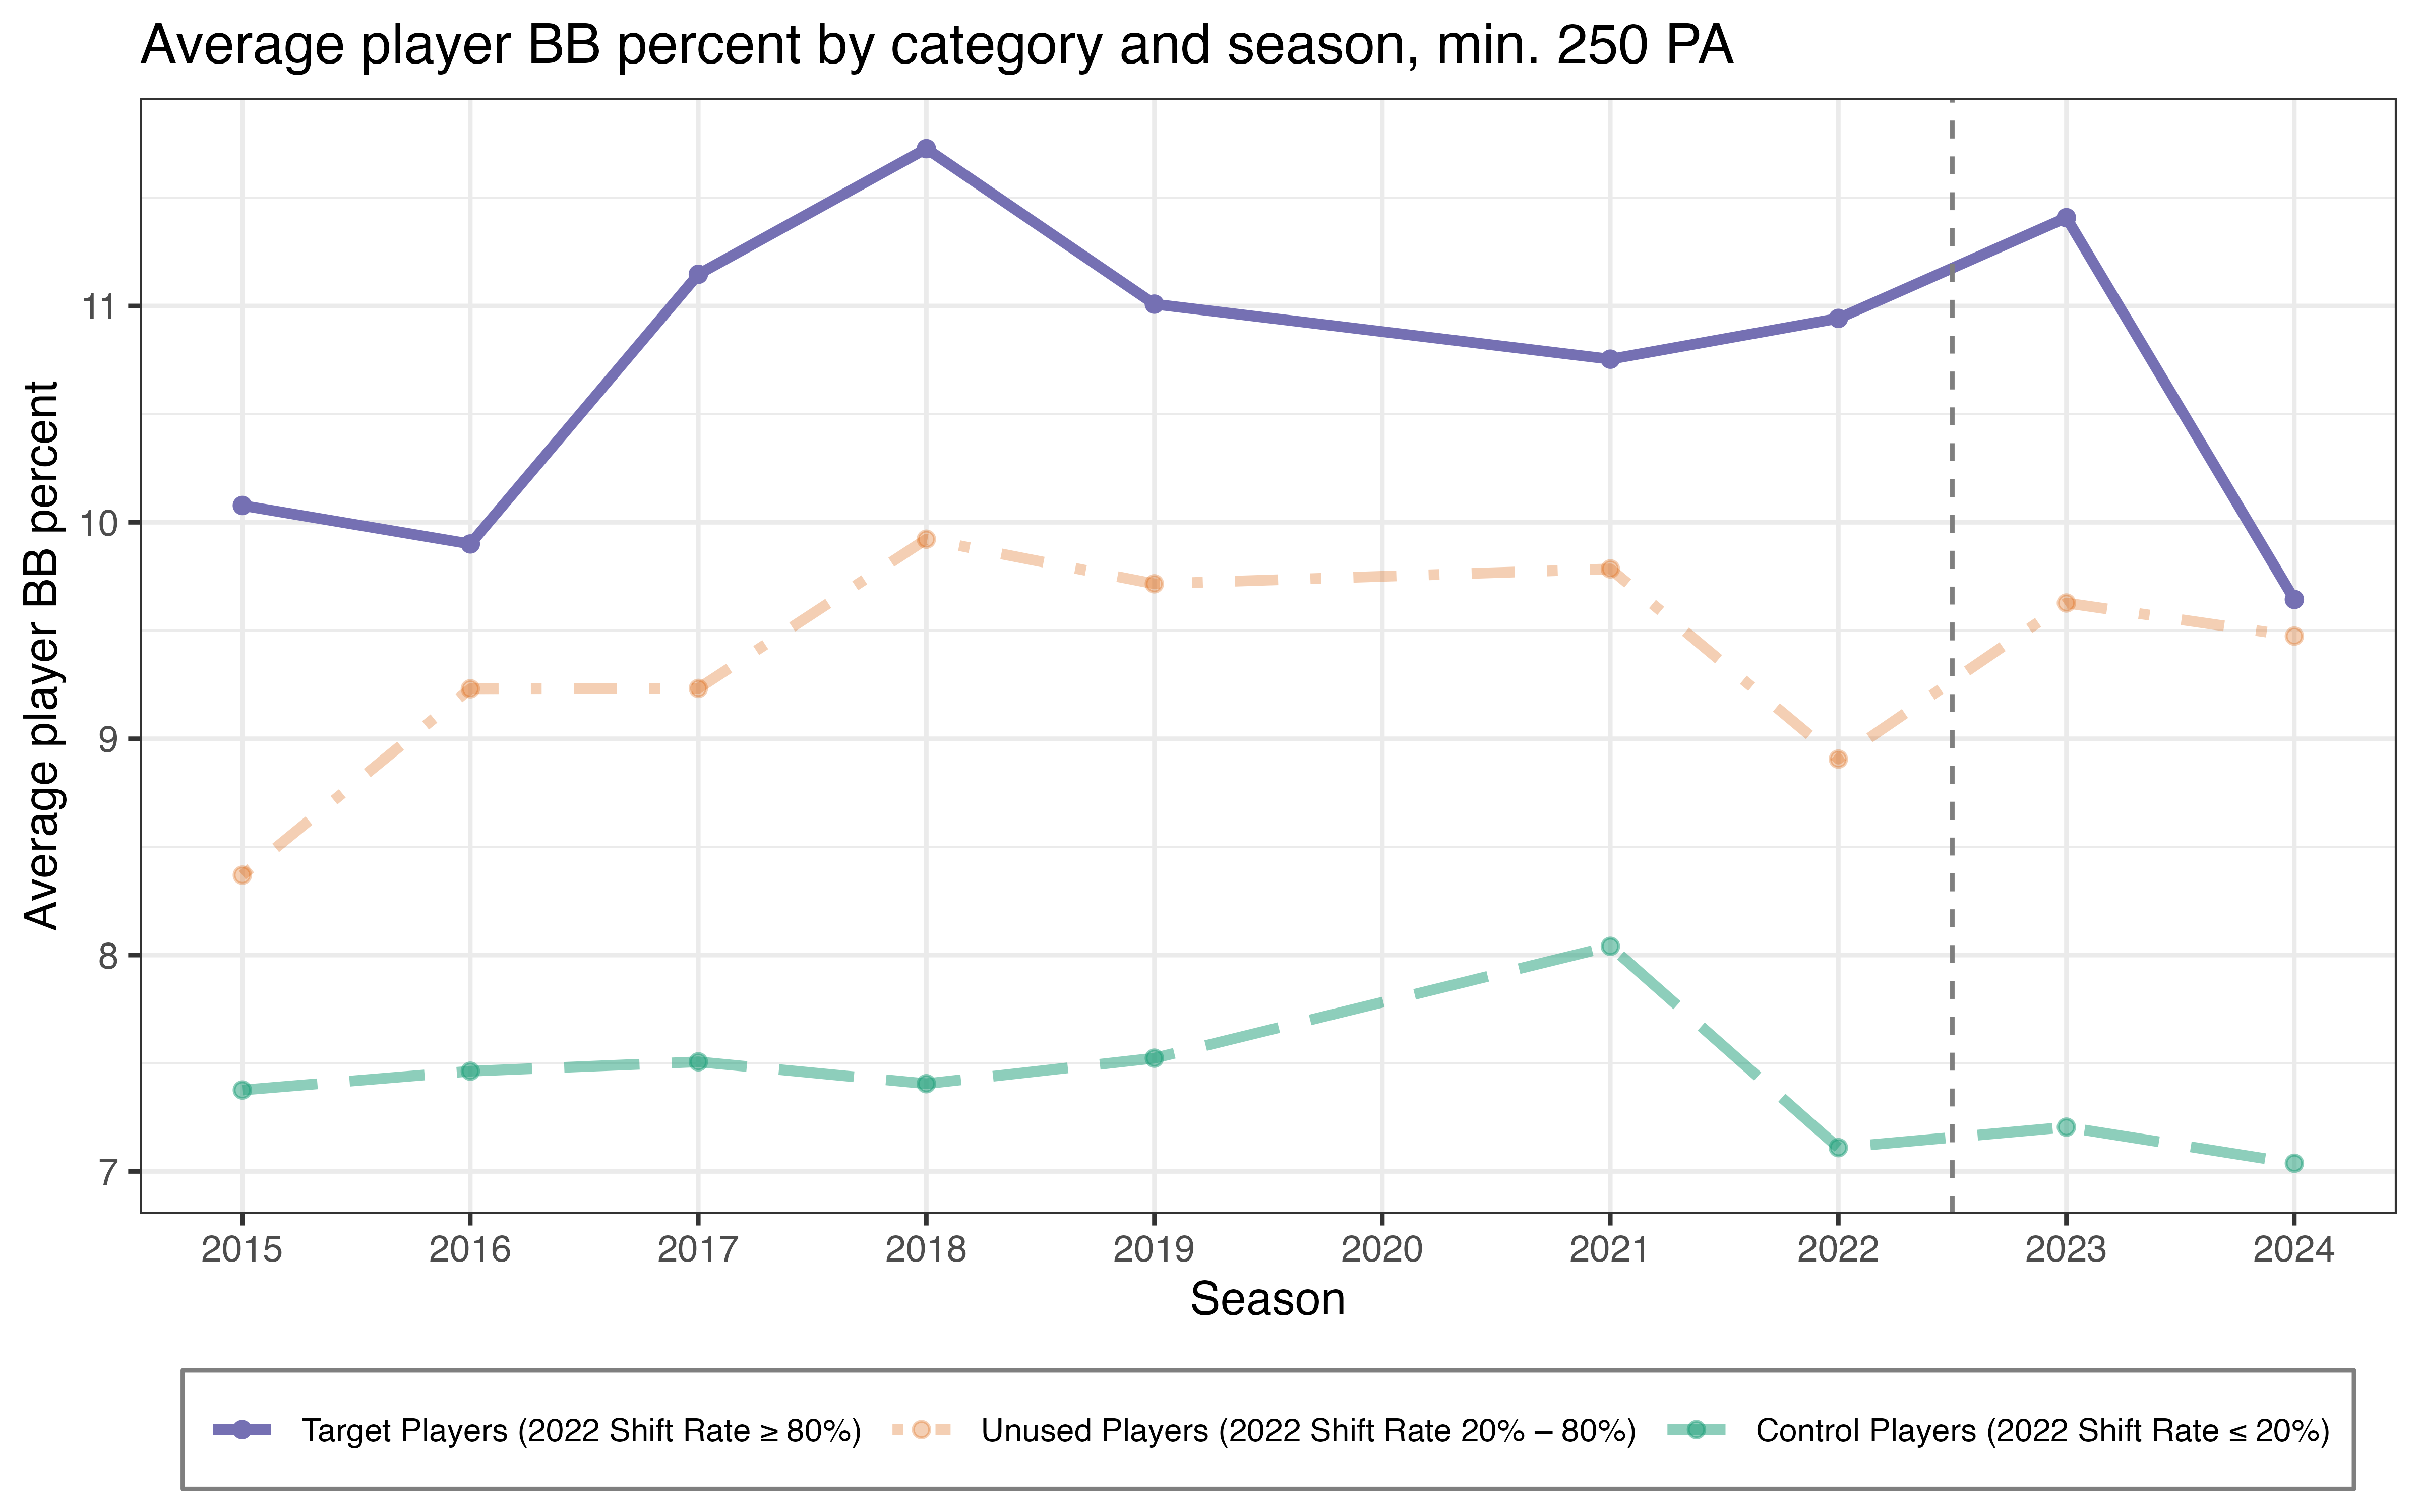 Average player BB percent by category and season, min. 250 PA
Average player BB percent
11
10
9
8
7
2015 2016 2017 2018 2019 2020 2021 2022 2023 2024
Season
Target Players (2022 Shift Rate ≥ 80%) Unused Players (2022 Shift Rate 20% – 80%) Control Players (2022 Shift Rate ≤ 20%)